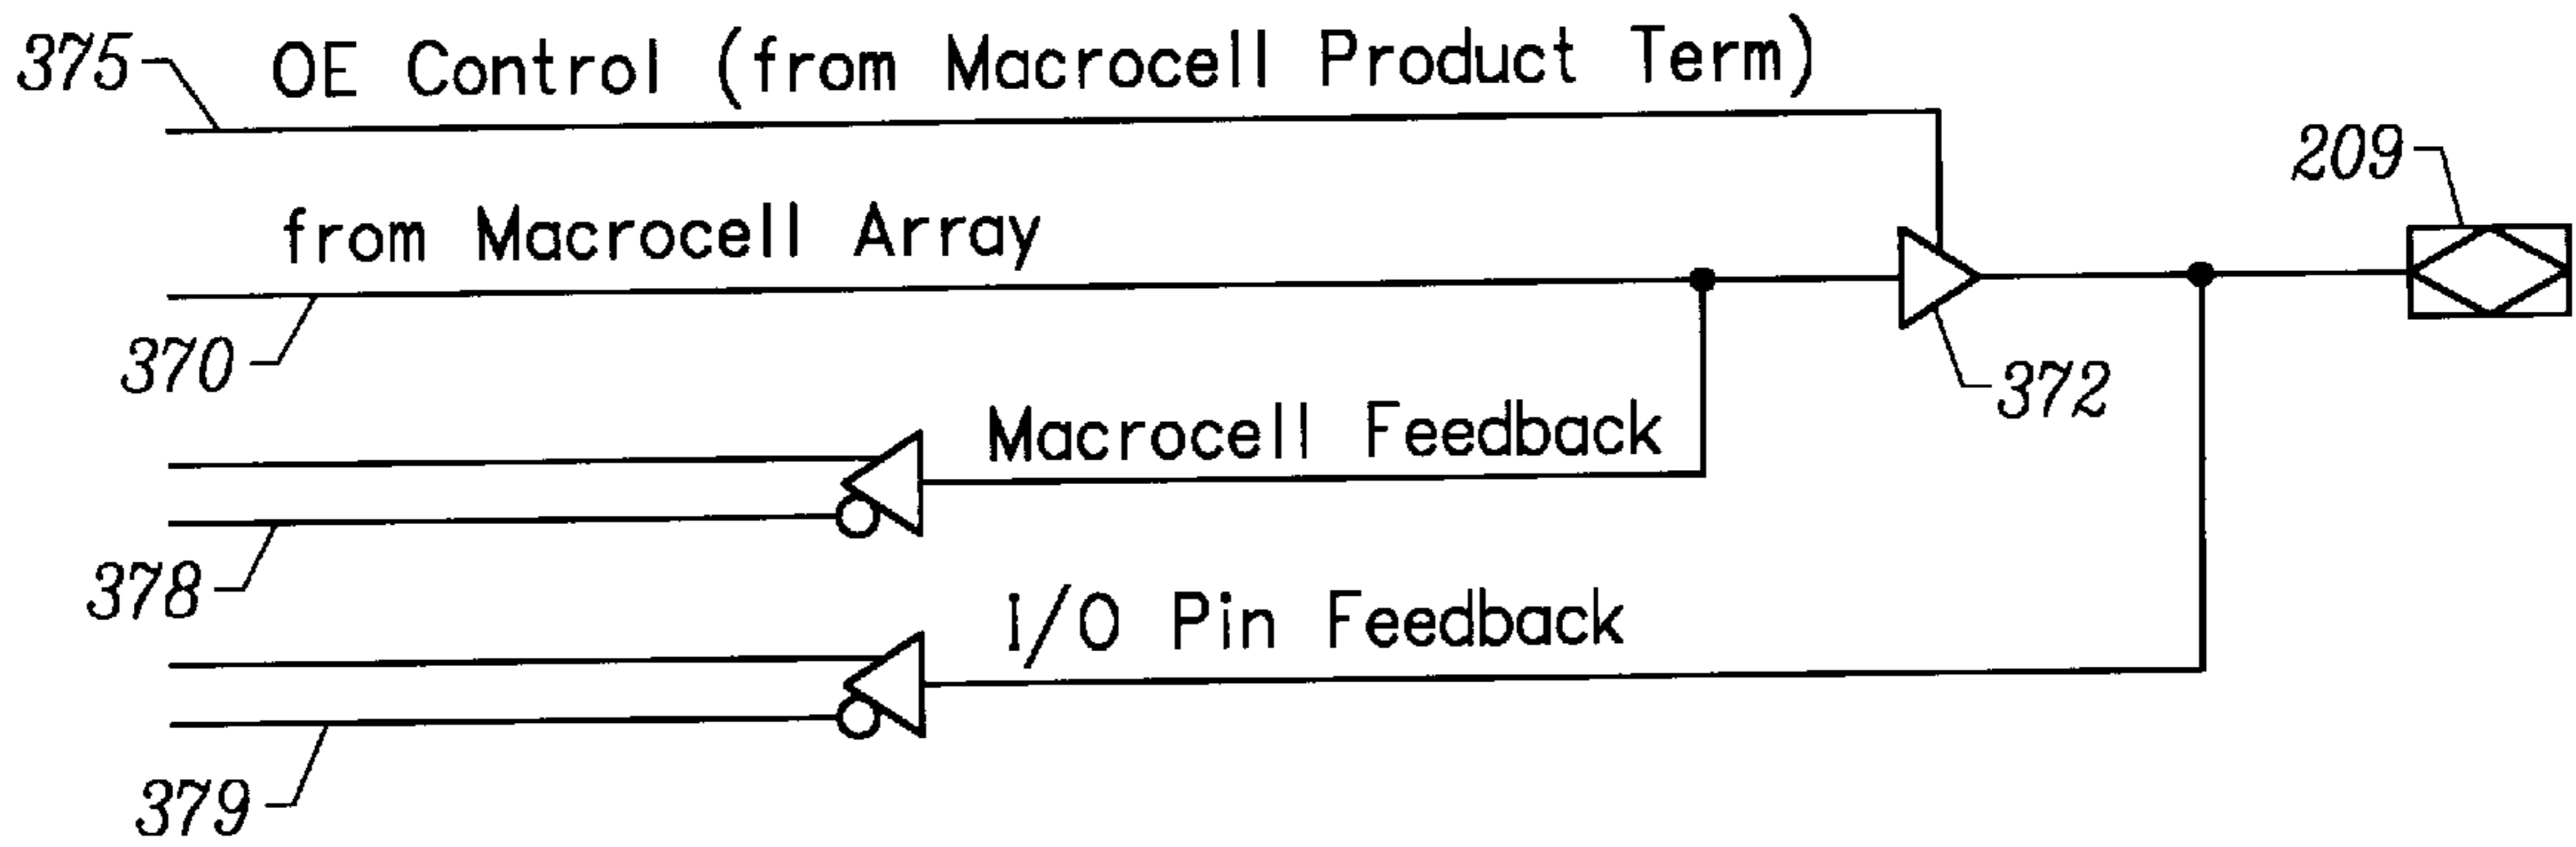 375
OE Control (from Macrocell Product Term)
209
from Macrocell Array
370
372
Macrocell Feedback
378
I/O Pin Feedback
379